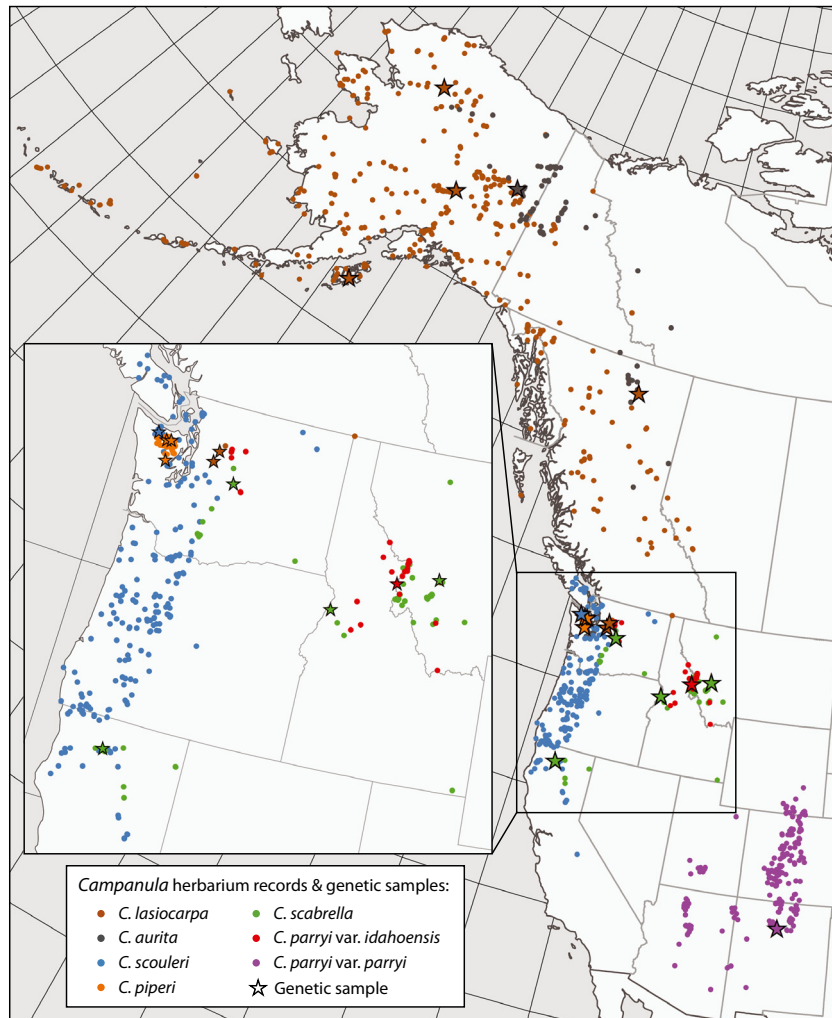 Campanula herbarium records & genetic samples:
C. lasiocarpa
C. aurita
C. scouleri
C. piperi
C. scabrella
C. parryi var. idahoensis
C. parryi var. parryi
Genetic sample